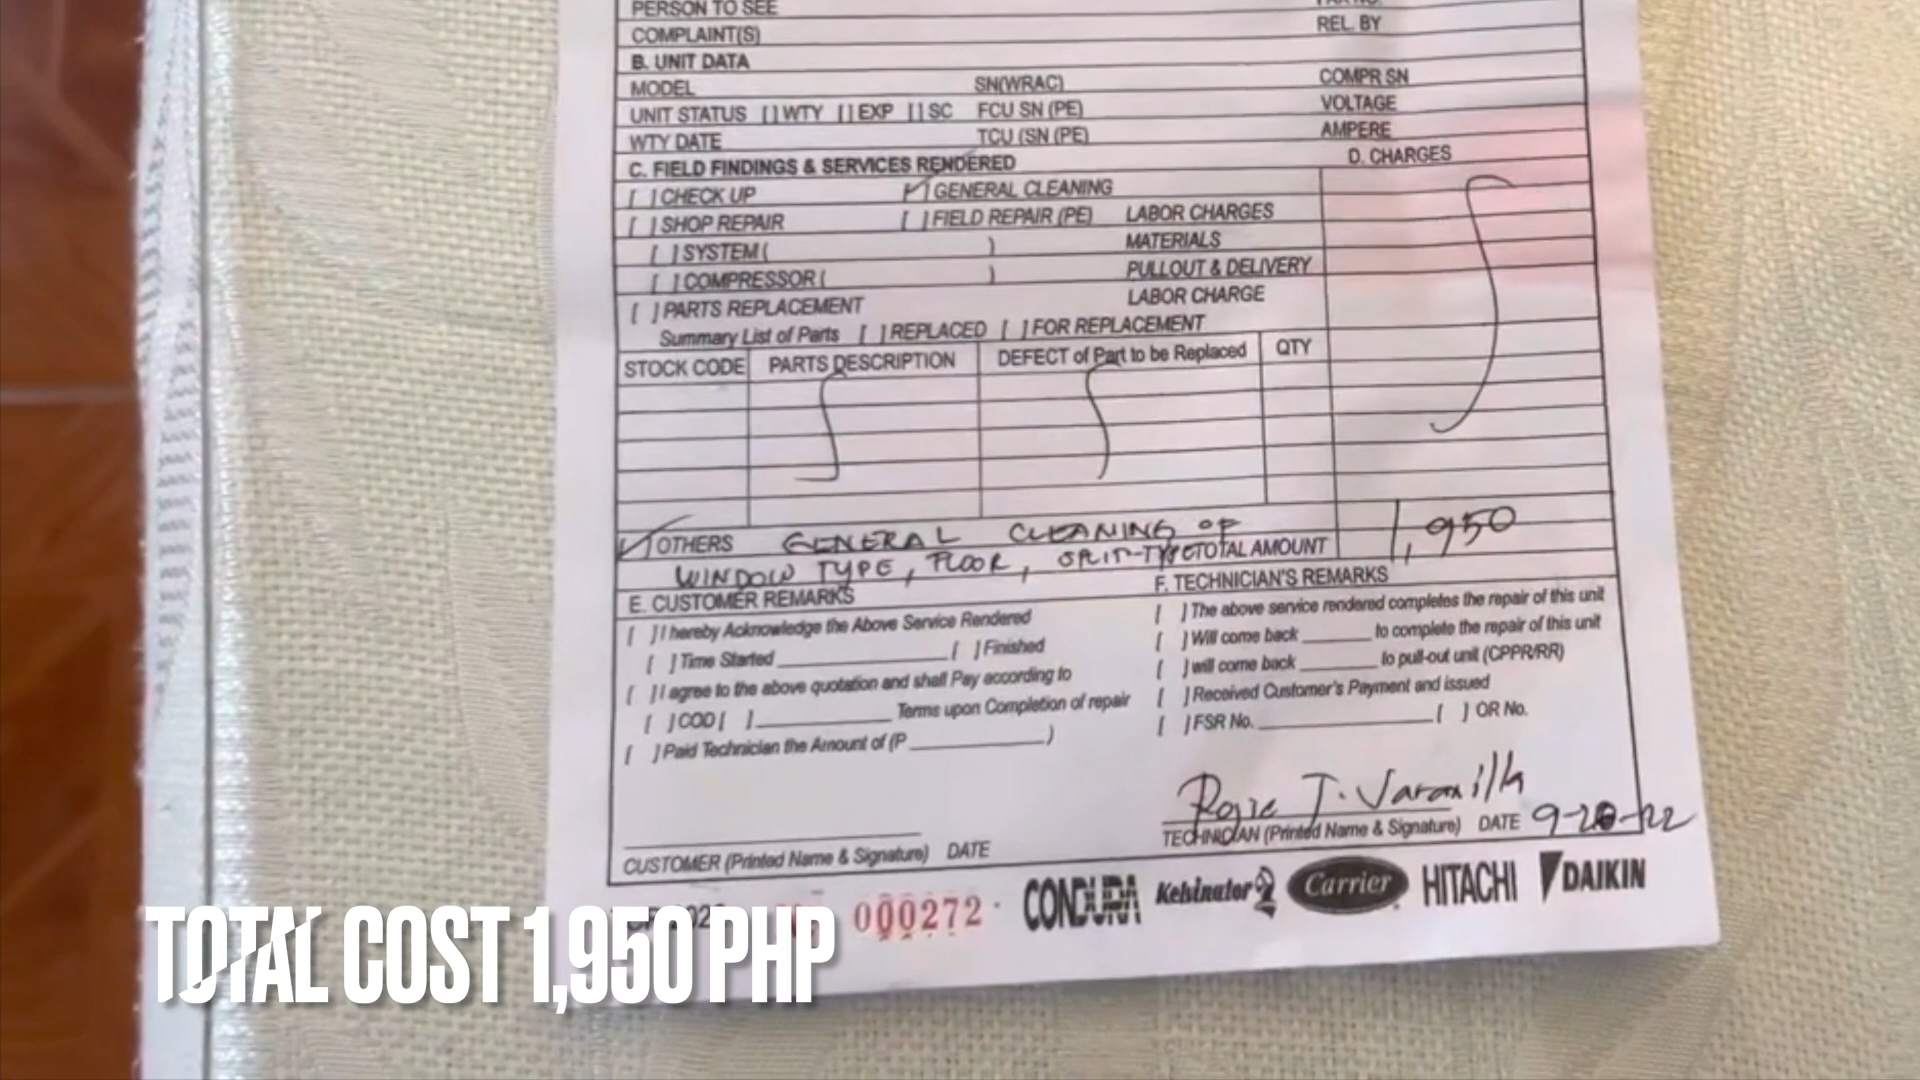 PERSON TO SEE
COMPLAINT(S) REL. BY
B. UNIT DATA
MODEL SN(WRAC) COMPR SN
UNIT STATUS [ ] WTY [ ] EXP [ ] SC FCU SN (PE) VOLTAGE
WTY DATE TCU (SN (PE) AMPERE
C. FIELD FINDINGS & SERVICES RENDERED D. CHARGES
[ ] CHECK UP [✓] GENERAL CLEANING
[ ] SHOP REPAIR [ ] FIELD REPAIR (PE) LABOR CHARGES
[ ] SYSTEM ( ) MATERIALS
[ ] COMPRESSOR ( ) PULLOUT & DELIVERY
[ ] PARTS REPLACEMENT LABOR CHARGE
Summary List of Parts [ ] REPLACED [ ] FOR REPLACEMENT
STOCK CODE PARTS DESCRIPTION DEFECT of Part to be Replaced QTY
[✓] OTHERS GENERAL CLEANING OF
WINDOW TYPE, FLOOR, SPLIT-TYPE TOTAL AMOUNT 1,950
E. CUSTOMER REMARKS F. TECHNICIAN'S REMARKS
[ ] I hereby Acknowledge the Above Service Rendered [ ] The above service rendered completes the repair of this unit
[ ] Time Started ________ [ ] Finished [ ] Will come back ________ to complete the repair of this unit
[ ] I agree to the above quotation and shall Pay according to [ ] will come back ________ to pull-out unit (CPPR/RR)
[ ] COD [ ] ________ Terms upon Completion of repair [ ] Received Customer's Payment and issued
[ ] Paid Technician the Amount of (P ________ ) [ ] FSR No. ________ [ ] OR No.
TECHNICIAN (Printed Name & Signature) DATE 9-20-22
CUSTOMER (Printed Name & Signature) DATE
000272 CONDURA Kelvinator Carrier HITACHI DAIKIN
TOTAL COST 1,950 PHP